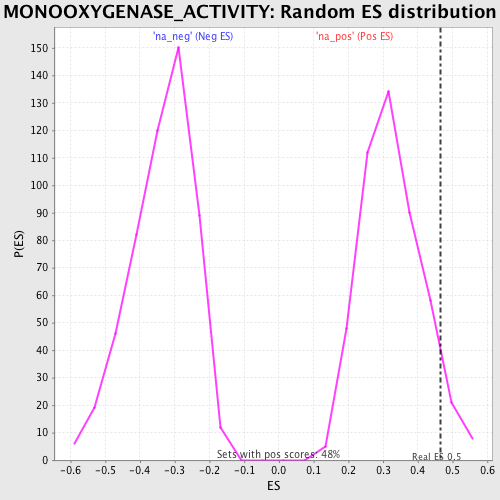 MONOOXYGENASE_ACTIVITY: Random ES distribution
'na_neg' (Neg ES) 'na_pos' (Pos ES)
150
140
130
120
110
100
90
80
70
60
50
40
30
20
10
0
P(ES)
Sets with pos scores: 48%
Real ES 0.5
-0.6 -0.5 -0.4 -0.3 -0.2 -0.1 0.0 0.1 0.2 0.3 0.4 0.5 0.6
ES